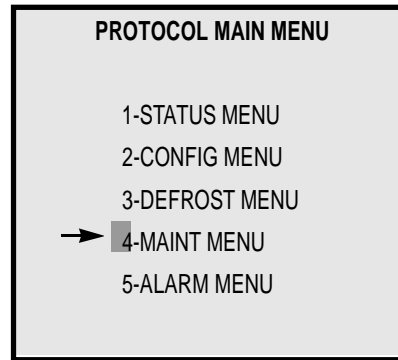 PROTOCOL MAIN MENU
1-STATUS MENU
2-CONFIG MENU
3-DEFROST MENU
4-MAINT MENU
5-ALARM MENU